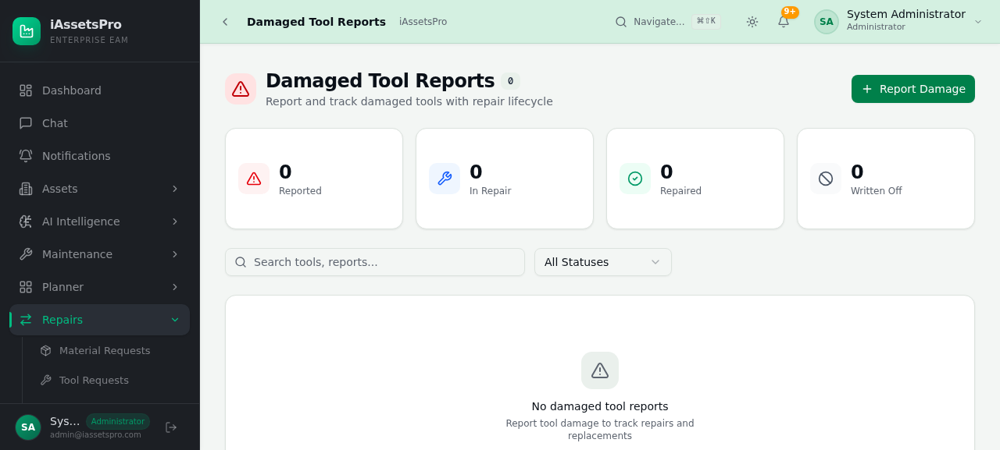 iAssetsPro
ENTERPRISE EAM
Dashboard
Chat
Notifications
Assets
AI Intelligence
Maintenance
Planner
Repairs
Material Requests
Tool Requests
SA
Sys...
Administrator
admin@iassetspro.com
Damaged Tool Reports
iAssetsPro
Navigate...
⌘⇧K
9+
SA
System Administrator
Administrator
Damaged Tool Reports
0
Report and track damaged tools with repair lifecycle
Report Damage
0
Reported
0
In Repair
0
Repaired
0
Written Off
Search tools, reports...
All Statuses
No damaged tool reports
Report tool damage to track repairs and
replacements